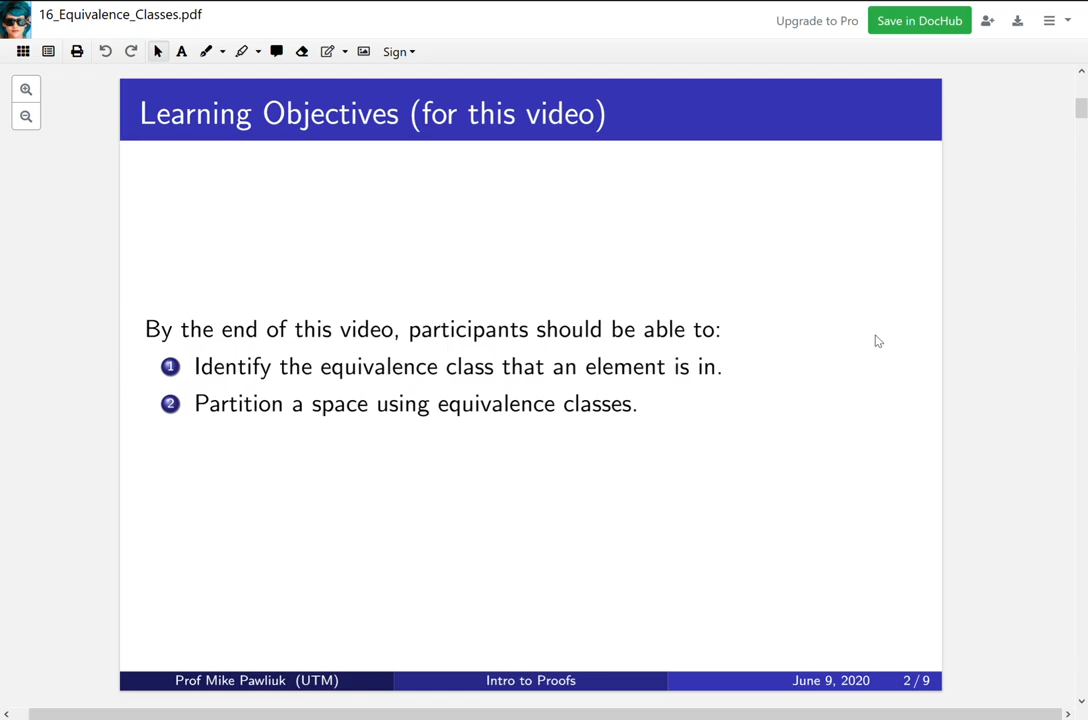 16_Equivalence_Classes.pdf
Upgrade to Pro
Save in DocHub
A
Sign
Learning Objectives (for this video)
By the end of this video, participants should be able to:
1 Identify the equivalence class that an element is in.
2 Partition a space using equivalence classes.
Prof Mike Pawliuk (UTM)
Intro to Proofs
June 9, 2020
2 / 9